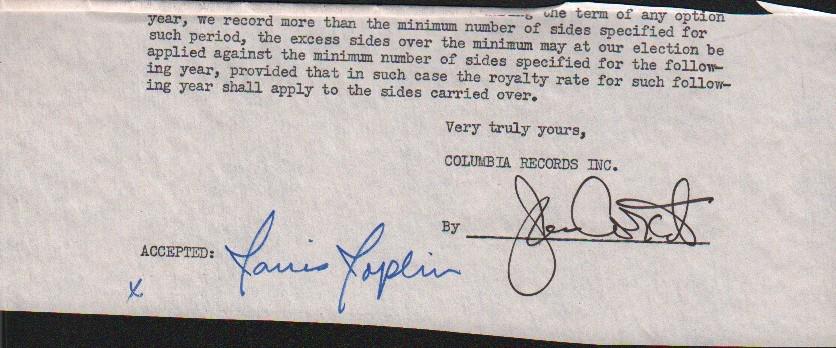 the term of any option
year, we record more than the minimum number of sides specified for
such period, the excess sides over the minimum may at our election be
applied against the minimum number of sides specified for the follow-
ing year, provided that in such case the royalty rate for such follow-
ing year shall apply to the sides carried over.
Very truly yours,
COLUMBIA RECORDS INC.
By
ACCEPTED: Janis Joplin
x